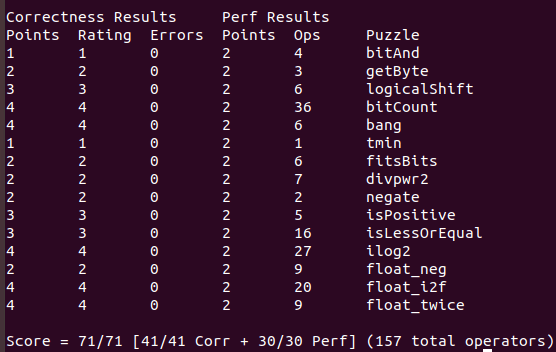 Correctness Results Perf Results
Points Rating Errors Points Ops Puzzle
1 1 0 2 4 bitAnd
2 2 0 2 3 getByte
3 3 0 2 6 logicalShift
4 4 0 2 36 bitCount
4 4 0 2 6 bang
1 1 0 2 1 tmin
2 2 0 2 6 fitsBits
2 2 0 2 7 divpwr2
2 2 0 2 2 negate
3 3 0 2 5 isPositive
3 3 0 2 16 isLessOrEqual
4 4 0 2 27 ilog2
2 2 0 2 9 float_neg
4 4 0 2 20 float_i2f
4 4 0 2 9 float_twice
Score = 71/71 [41/41 Corr + 30/30 Perf] (157 total operators)